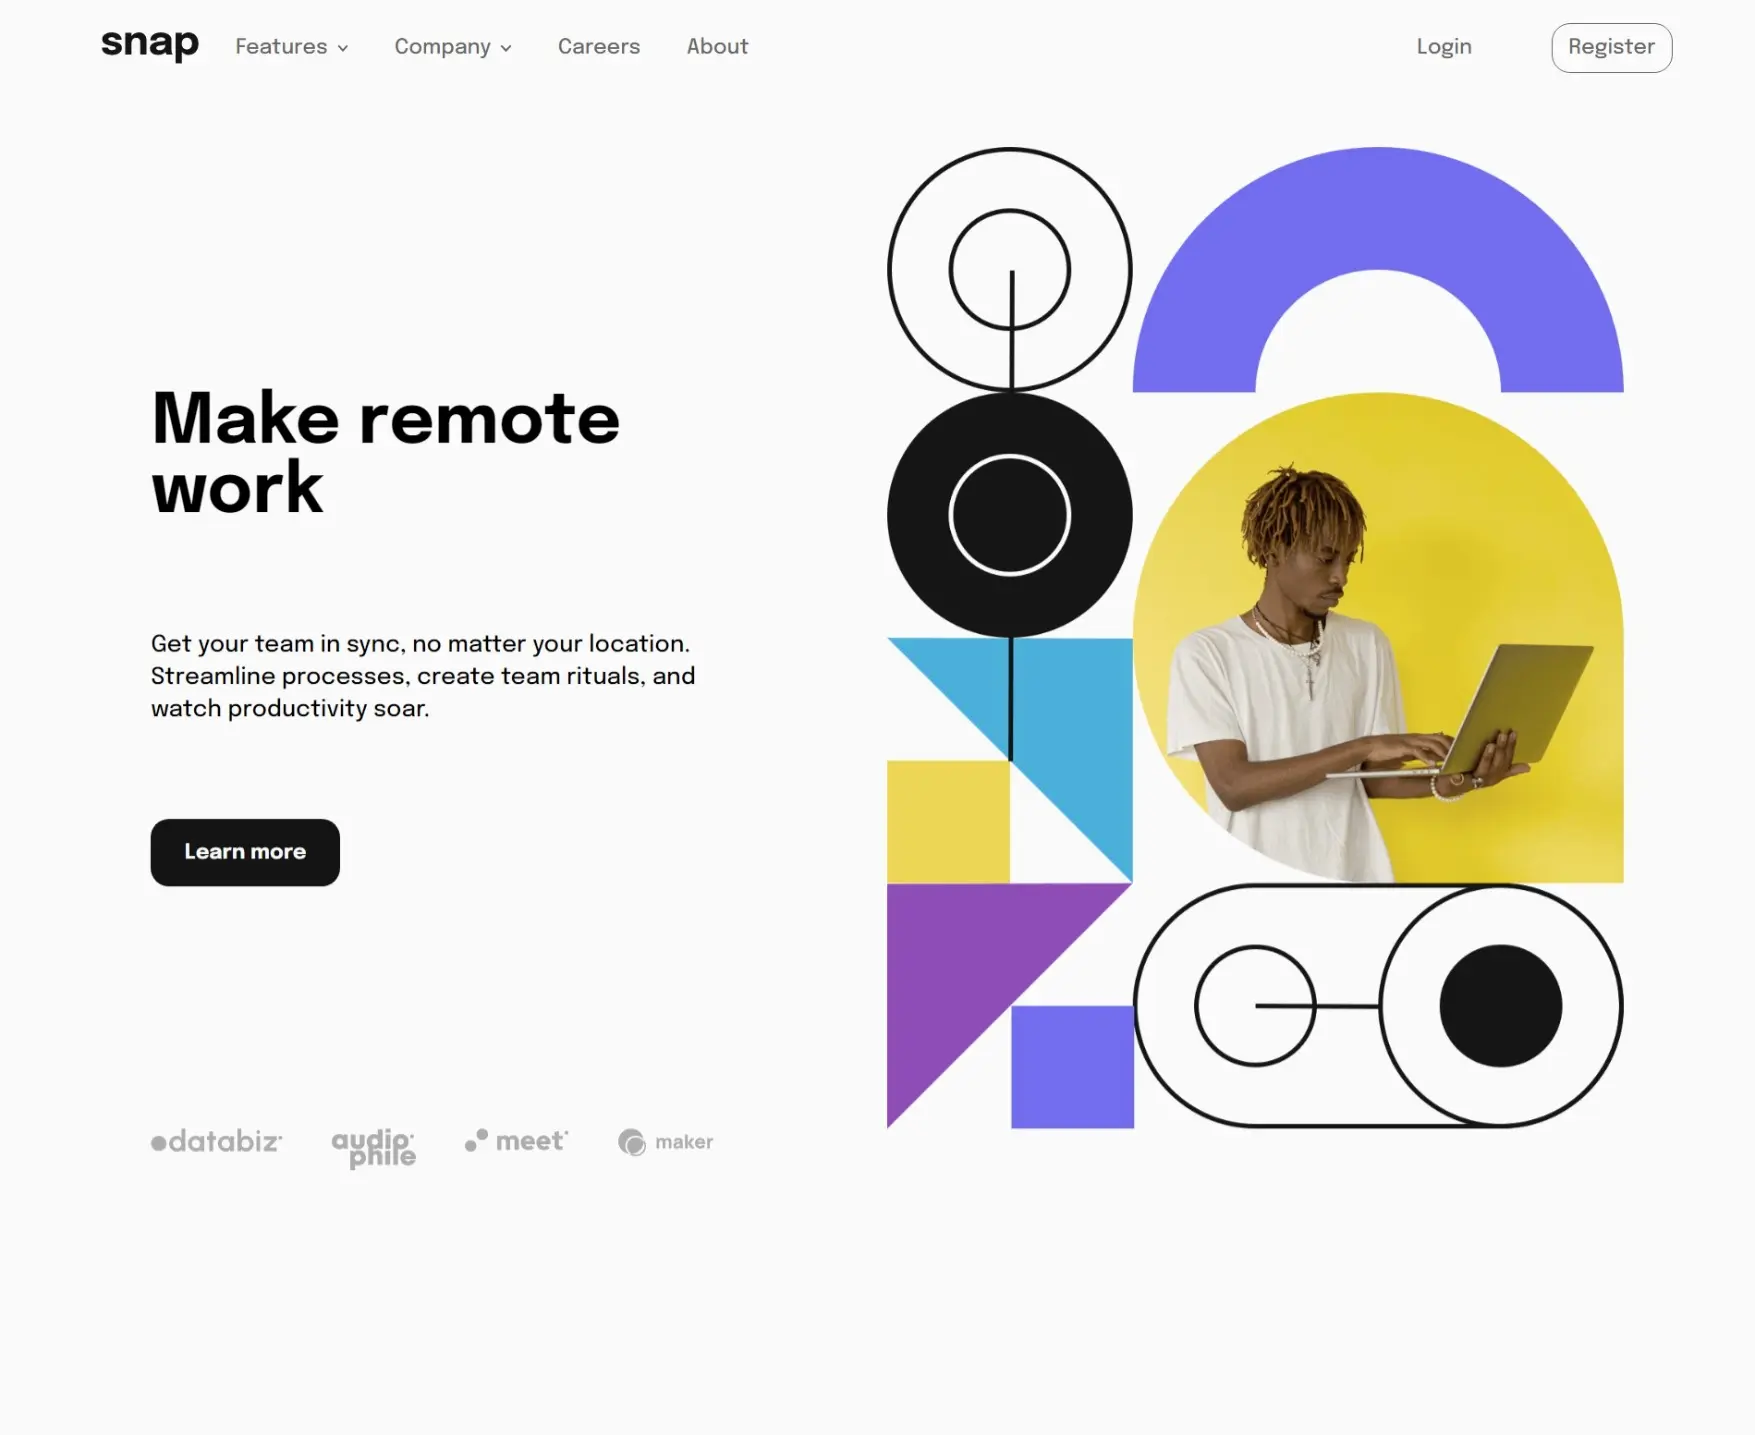 snap Features Company Careers About Login Register
Make remote
work
Get your team in sync, no matter your location.
Streamline processes, create team rituals, and
watch productivity soar.
Learn more
databiz audiophile meet maker